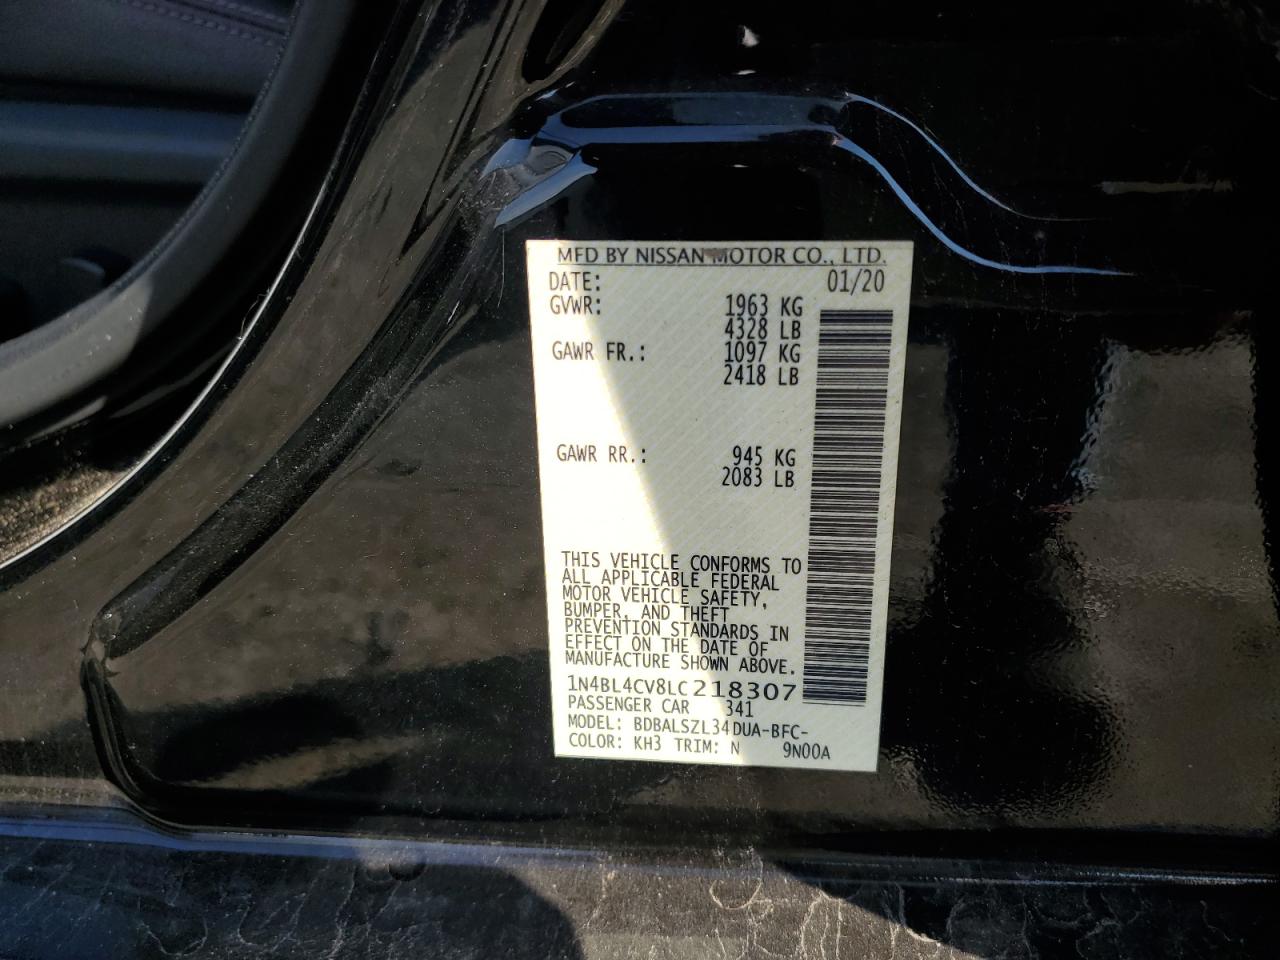 MFD BY NISSAN MOTOR CO., LTD.
DATE: 01/20
GVWR: 1963 KG
4328 LB
GAWR FR.: 1097 KG
2418 LB
GAWR RR.: 945 KG
2083 LB
THIS VEHICLE CONFORMS TO
ALL APPLICABLE FEDERAL
MOTOR VEHICLE SAFETY,
BUMPER, AND THEFT
PREVENTION STANDARDS IN
EFFECT ON THE DATE OF
MANUFACTURE SHOWN ABOVE.
1N4BL4CV8LC218307
PASSENGER CAR 341
MODEL: BDBALSZL34DUA-BFC-
COLOR: KH3 TRIM: N 9N00A